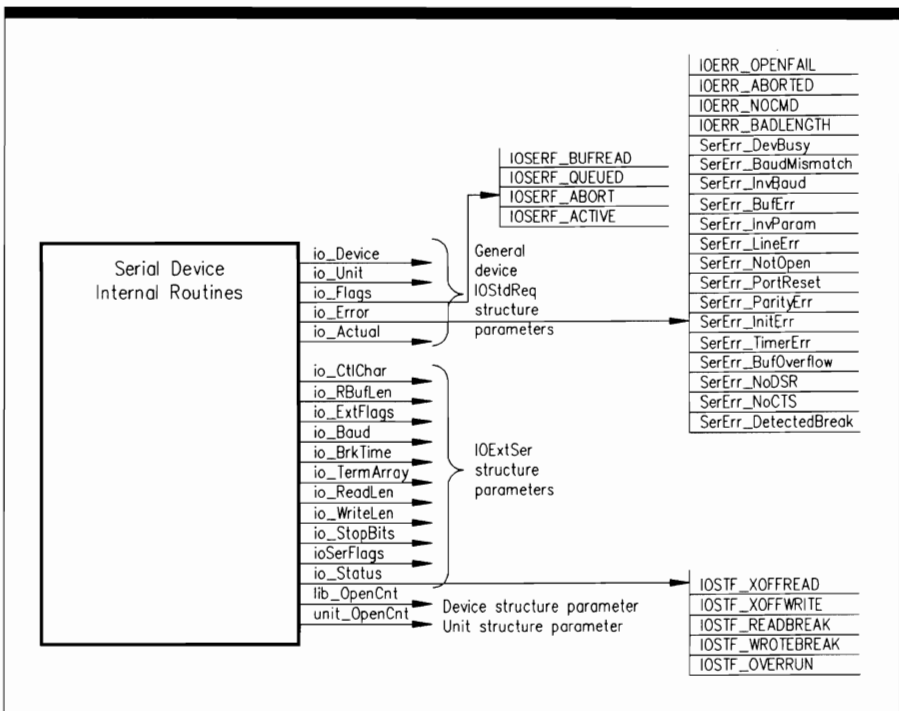 Serial Device
Internal Routines
io_Device
io_Unit
io_Flags
io_Error
io_Actual
io_CtlChar
io_RBufLen
io_ExtFlags
io_Baud
io_BrkTime
io_TermArray
io_ReadLen
io_WriteLen
io_StopBits
ioSerFlags
io_Status
lib_OpenCnt
unit_OpenCnt
General
device
IOStdReq
structure
parameters
IOExtSer
structure
parameters
Device structure parameter
Unit structure parameter
IOSERF_BUFREAD
IOSERF_QUEUED
IOSERF_ABORT
IOSERF_ACTIVE
IOERR_OPENFAIL
IOERR_ABORTED
IOERR_NOCMD
IOERR_BADLENGTH
SerErr_DevBusy
SerErr_BaudMismatch
SerErr_InvBaud
SerErr_BufErr
SerErr_InvParam
SerErr_LineErr
SerErr_NotOpen
SerErr_PortReset
SerErr_ParityErr
SerErr_InitErr
SerErr_TimerErr
SerErr_BufOverflow
SerErr_NoDSR
SerErr_NoCTS
SerErr_DetectedBreak
IOSTF_XOFFREAD
IOSTF_XOFFWRITE
IOSTF_READBREAK
IOSTF_WROTEBREAK
IOSTF_OVERRUN